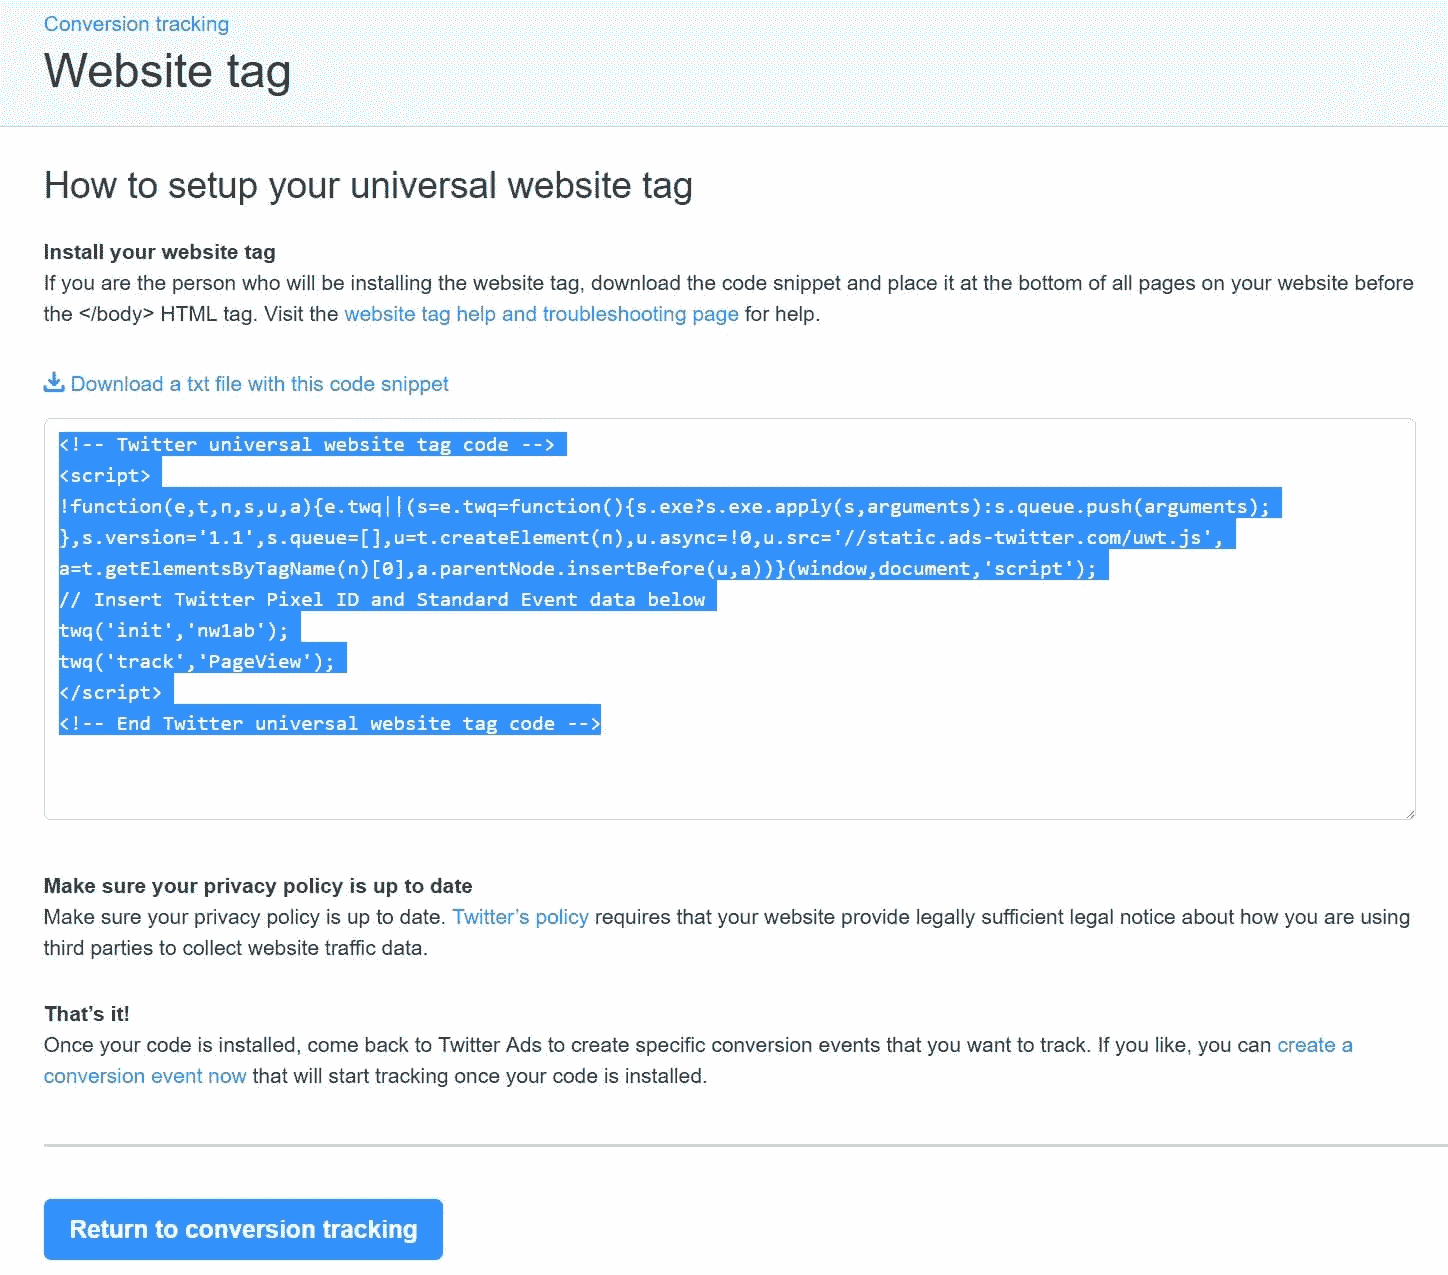 Conversion tracking
Website tag
How to setup your universal website tag
Install your website tag
If you are the person who will be installing the website tag, download the code snippet and place it at the bottom of all pages on your website before
the </body> HTML tag. Visit the website tag help and troubleshooting page for help.
Download a txt file with this code snippet
<!-- Twitter universal website tag code -->
<script>
!function(e,t,n,s,u,a){e.twq||(s=e.twq=function(){s.exe?s.exe.apply(s,arguments):s.queue.push(arguments);
},s.version='1.1',s.queue=[],u=t.createElement(n),u.async=!0,u.src='//static.ads-twitter.com/uwt.js',
a=t.getElementsByTagName(n)[0],a.parentNode.insertBefore(u,a))}(window,document,'script');
// Insert Twitter Pixel ID and Standard Event data below
twq('init','nw1ab');
twq('track','PageView');
</script>
<!-- End Twitter universal website tag code -->
Make sure your privacy policy is up to date
Make sure your privacy policy is up to date. Twitter’s policy requires that your website provide legally sufficient legal notice about how you are using
third parties to collect website traffic data.
That’s it!
Once your code is installed, come back to Twitter Ads to create specific conversion events that you want to track. If you like, you can create a
conversion event now that will start tracking once your code is installed.
Return to conversion tracking